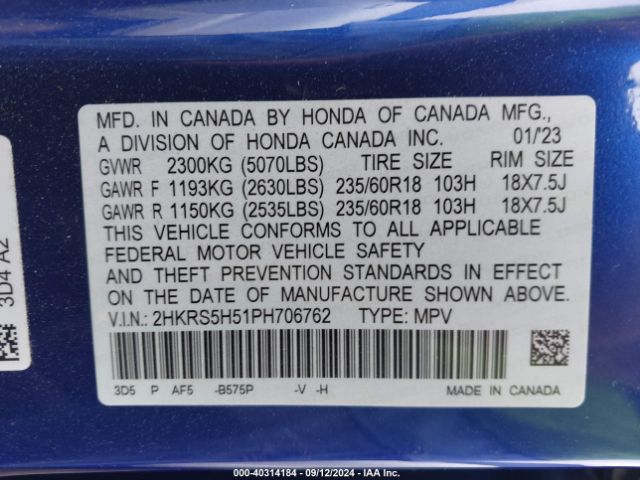 MFD. IN CANADA BY HONDA OF CANADA MFG.,
A DIVISION OF HONDA CANADA INC. 01/'23
GVWR 2300KG (5070LBS) TIRE SIZE RIM SIZE
GAWR F 1193KG (2630LBS) 235/60R18 103H 18X7.5J
GAWR R 1150KG (2535LBS) 235/60R18 103H 18X7.5J
THIS VEHICLE CONFORMS TO ALL APPLICABLE
FEDERAL MOTOR VEHICLE SAFETY
AND THEFT PREVENTION STANDARDS IN EFFECT
ON THE DATE OF MANUFACTURE SHOWN ABOVE.
V.I.N.: 2HKRS5H51PH706762 TYPE: MPV
3D5 P AF5 -B575P -V -H MADE IN CANADA
3D4 A2
000-40314184 - 09/12/2024 - IAA Inc.